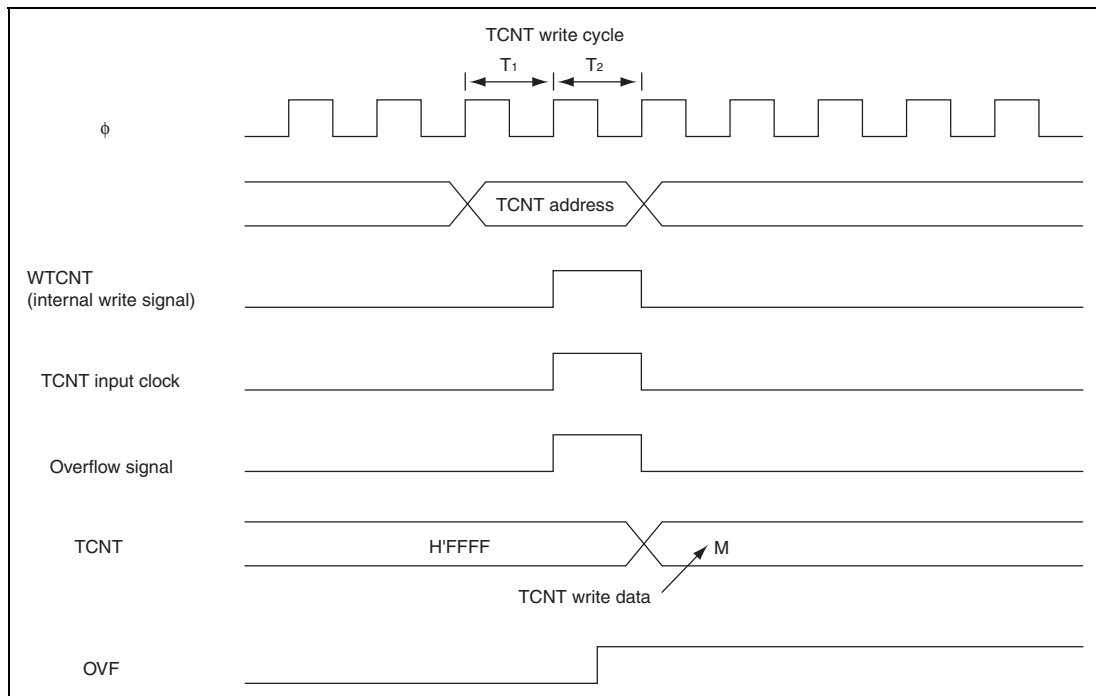 TCNT write cycle
T1 T2
ϕ
TCNT address
WTCNT
(internal write signal)
TCNT input clock
Overflow signal
TCNT
H'FFFF
M
TCNT write data
OVF